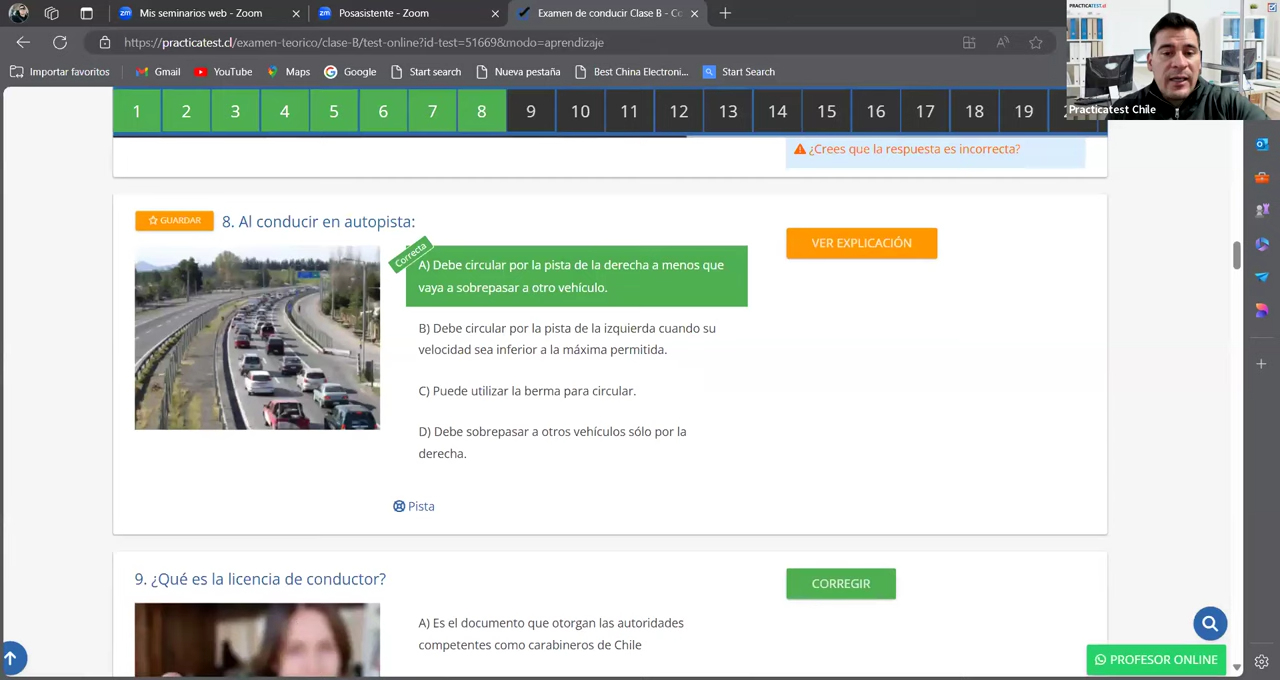 Mis seminarios web - Zoom
Posasistente - Zoom
Examen de conducir Clase B - Co
https://practicatest.cl/examen-teorico/clase-B/test-online?id-test=51669&modo=aprendizaje
Importar favoritos
Gmail
YouTube
Maps
Google
Start search
Nueva pestaña
Best China Electroni...
Start Search
PRACTICATEST.cl
Practicatest Chile
1 2 3 4 5 6 7 8 9 10 11 12 13 14 15 16 17 18 19
¿Crees que la respuesta es incorrecta?
GUARDAR
8. Al conducir en autopista:
VER EXPLICACIÓN
Correcta
A) Debe circular por la pista de la derecha a menos que
vaya a sobrepasar a otro vehículo.
B) Debe circular por la pista de la izquierda cuando su
velocidad sea inferior a la máxima permitida.
C) Puede utilizar la berma para circular.
D) Debe sobrepasar a otros vehículos sólo por la
derecha.
Pista
9. ¿Qué es la licencia de conductor?
CORREGIR
A) Es el documento que otorgan las autoridades
competentes como carabineros de Chile
PROFESOR ONLINE